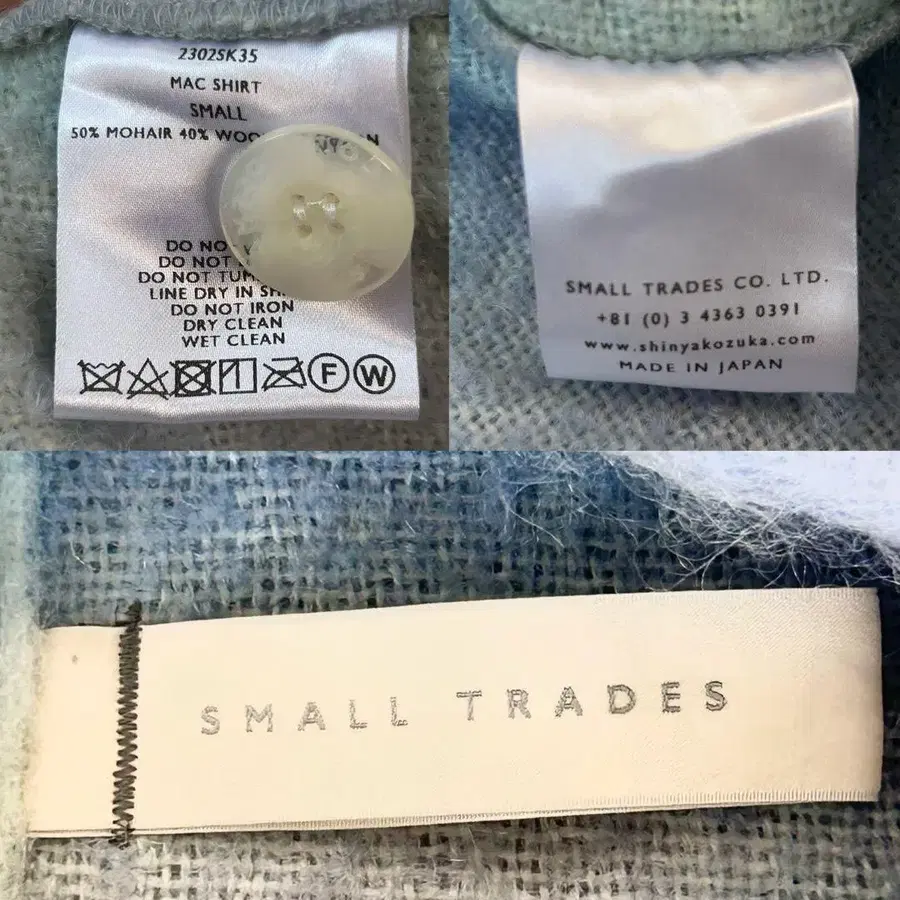 2302SK35
MAC SHIRT
SMALL
50% MOHAIR 40% WOO
DO NO
DO NOT
DO NOT TUM
LINE DRY IN SH
DO NOT IRON
DRY CLEAN
WET CLEAN
F W
SMALL TRADES CO. LTD.
+81 (0) 3 4363 0391
www.shinyakozuka.com
MADE IN JAPAN
SMALL TRADES